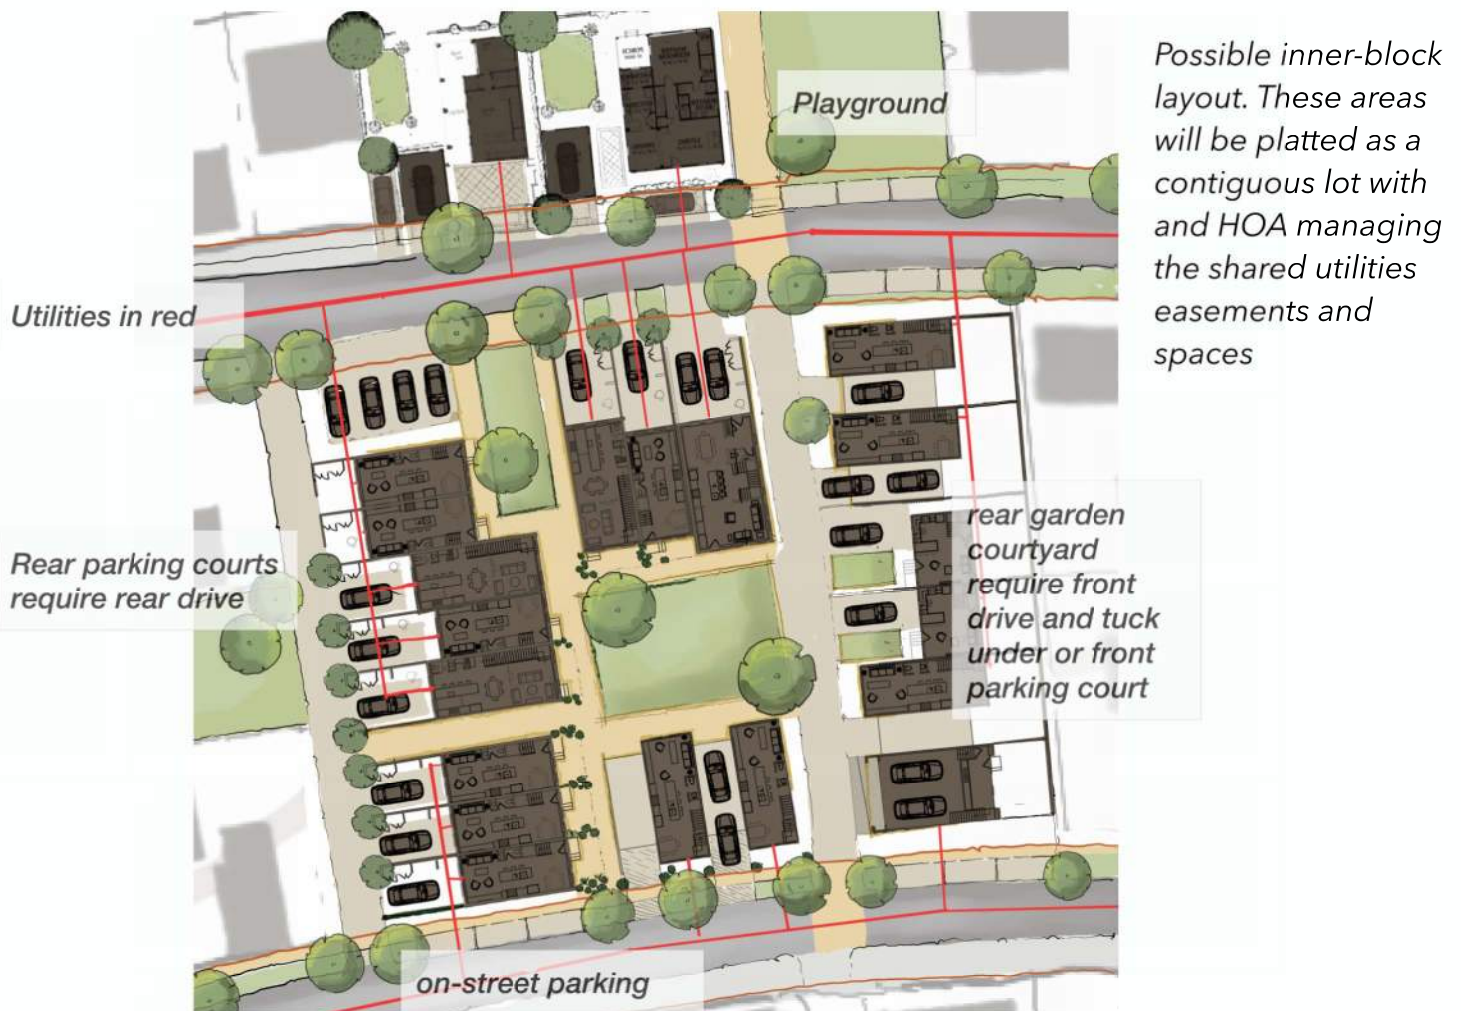 Playground
Possible inner-block
layout. These areas
will be platted as a
contiguous lot with
and HOA managing
the shared utilities
easements and
spaces
Utilities in red
Rear parking courts
require rear drive
rear garden
courtyard
require front
drive and tuck
under or front
parking court
on-street parking